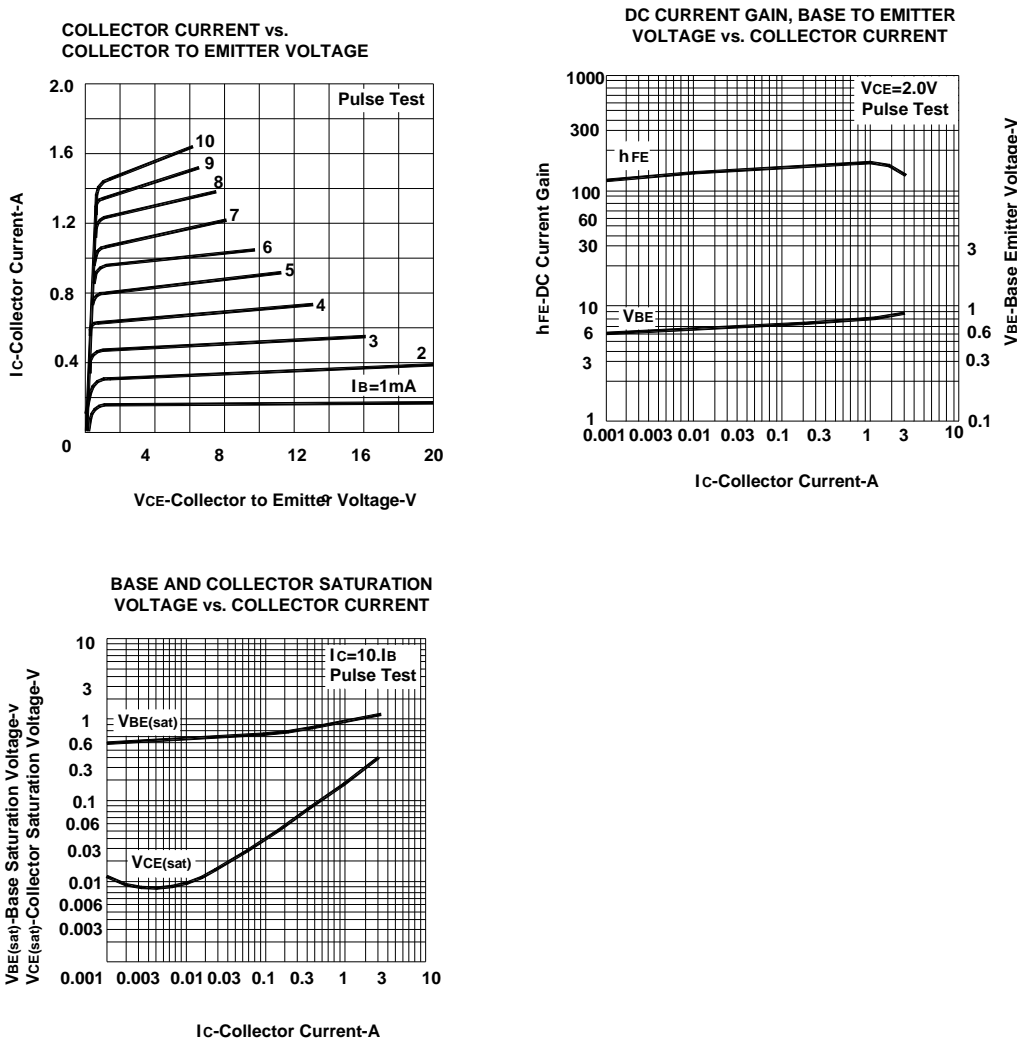 COLLECTOR CURRENT vs.
COLLECTOR TO EMITTER VOLTAGE
2.0
1.6
1.2
0.8
0.4
0
Pulse Test
10
9
8
7
6
5
4
3
2
IB=1mA
4
8
12
16
20
IC-Collector Current-A
VCE-Collector to Emitter Voltage-V
DC CURRENT GAIN, BASE TO EMITTER
VOLTAGE vs. COLLECTOR CURRENT
1000
300
100
60
30
10
6
3
1
VCE=2.0V
Pulse Test
hFE
VBE
3
1
0.6
0.3
0.1
0.001 0.003 0.01 0.03 0.1 0.3 1 3 10
hFE-DC Current Gain
VBE-Base Emitter Voltage-V
IC-Collector Current-A
BASE AND COLLECTOR SATURATION
VOLTAGE vs. COLLECTOR CURRENT
10
3
1
0.6
0.3
0.1
0.06
0.03
0.01
0.006
0.003
0.001 0.003 0.01 0.03 0.1 0.3 1 3 10
IC=10.IB
Pulse Test
VBE(sat)
VCE(sat)
VBE(sat)-Base Saturation Voltage-v
VCE(sat)-Collector Saturation Voltage-V
IC-Collector Current-A